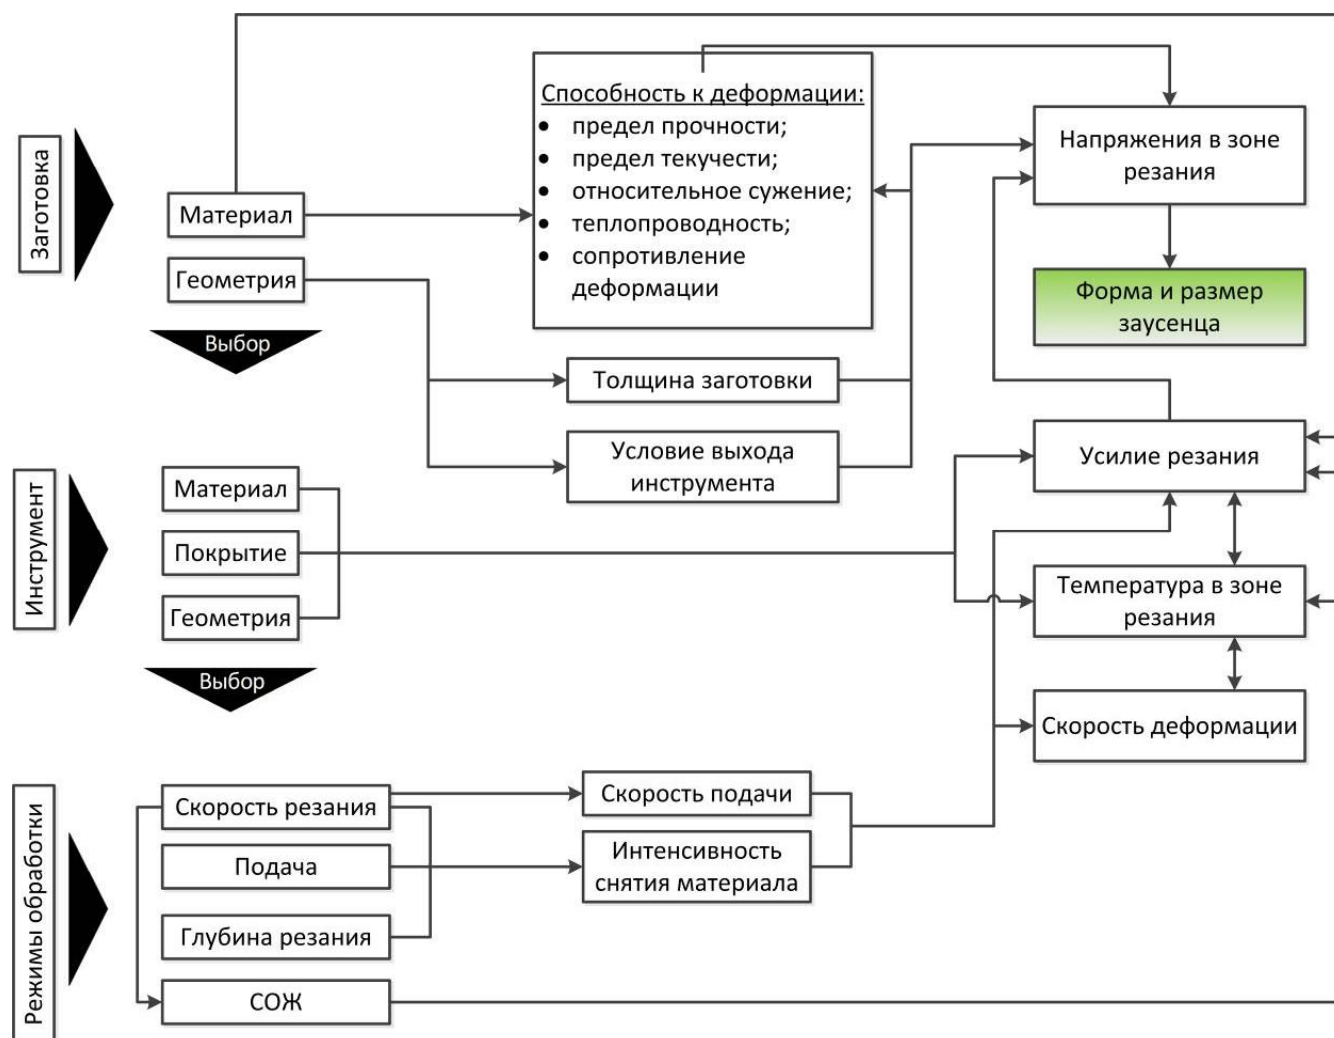 Заготовка
Материал
Геометрия
Выбор
Способность к деформации:
• предел прочности;
• предел текучести;
• относительное сужение;
• теплопроводность;
• сопротивление
деформации
Толщина заготовки
Условие выхода
инструмента
Напряжения в зоне
резания
Форма и размер
заусенца
Инструмент
Материал
Покрытие
Геометрия
Выбор
Усилие резания
Температура в зоне
резания
Скорость деформации
Режимы обработки
Скорость резания
Подача
Глубина резания
СОЖ
Скорость подачи
Интенсивность
снятия материала